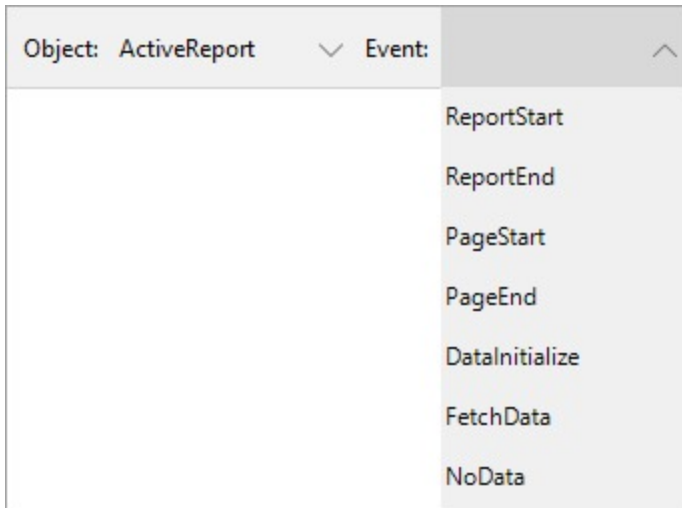 Object: ActiveReport Event:
ReportStart
ReportEnd
PageStart
PageEnd
DataInitialize
FetchData
NoData